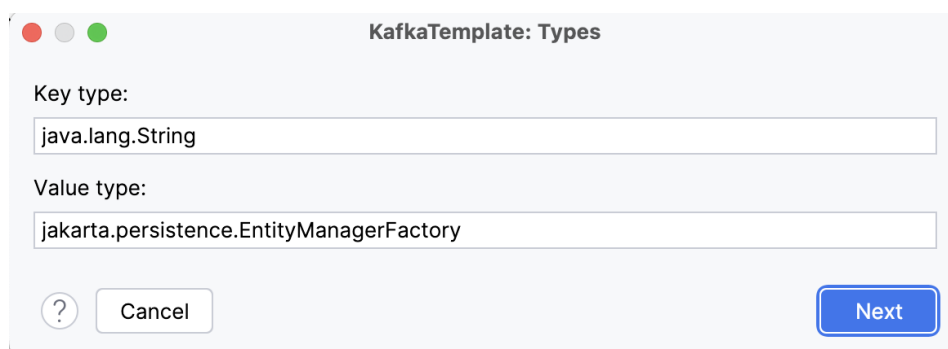 KafkaTemplate: Types
Key type:
java.lang.String
Value type:
jakarta.persistence.EntityManagerFactory
? Cancel Next